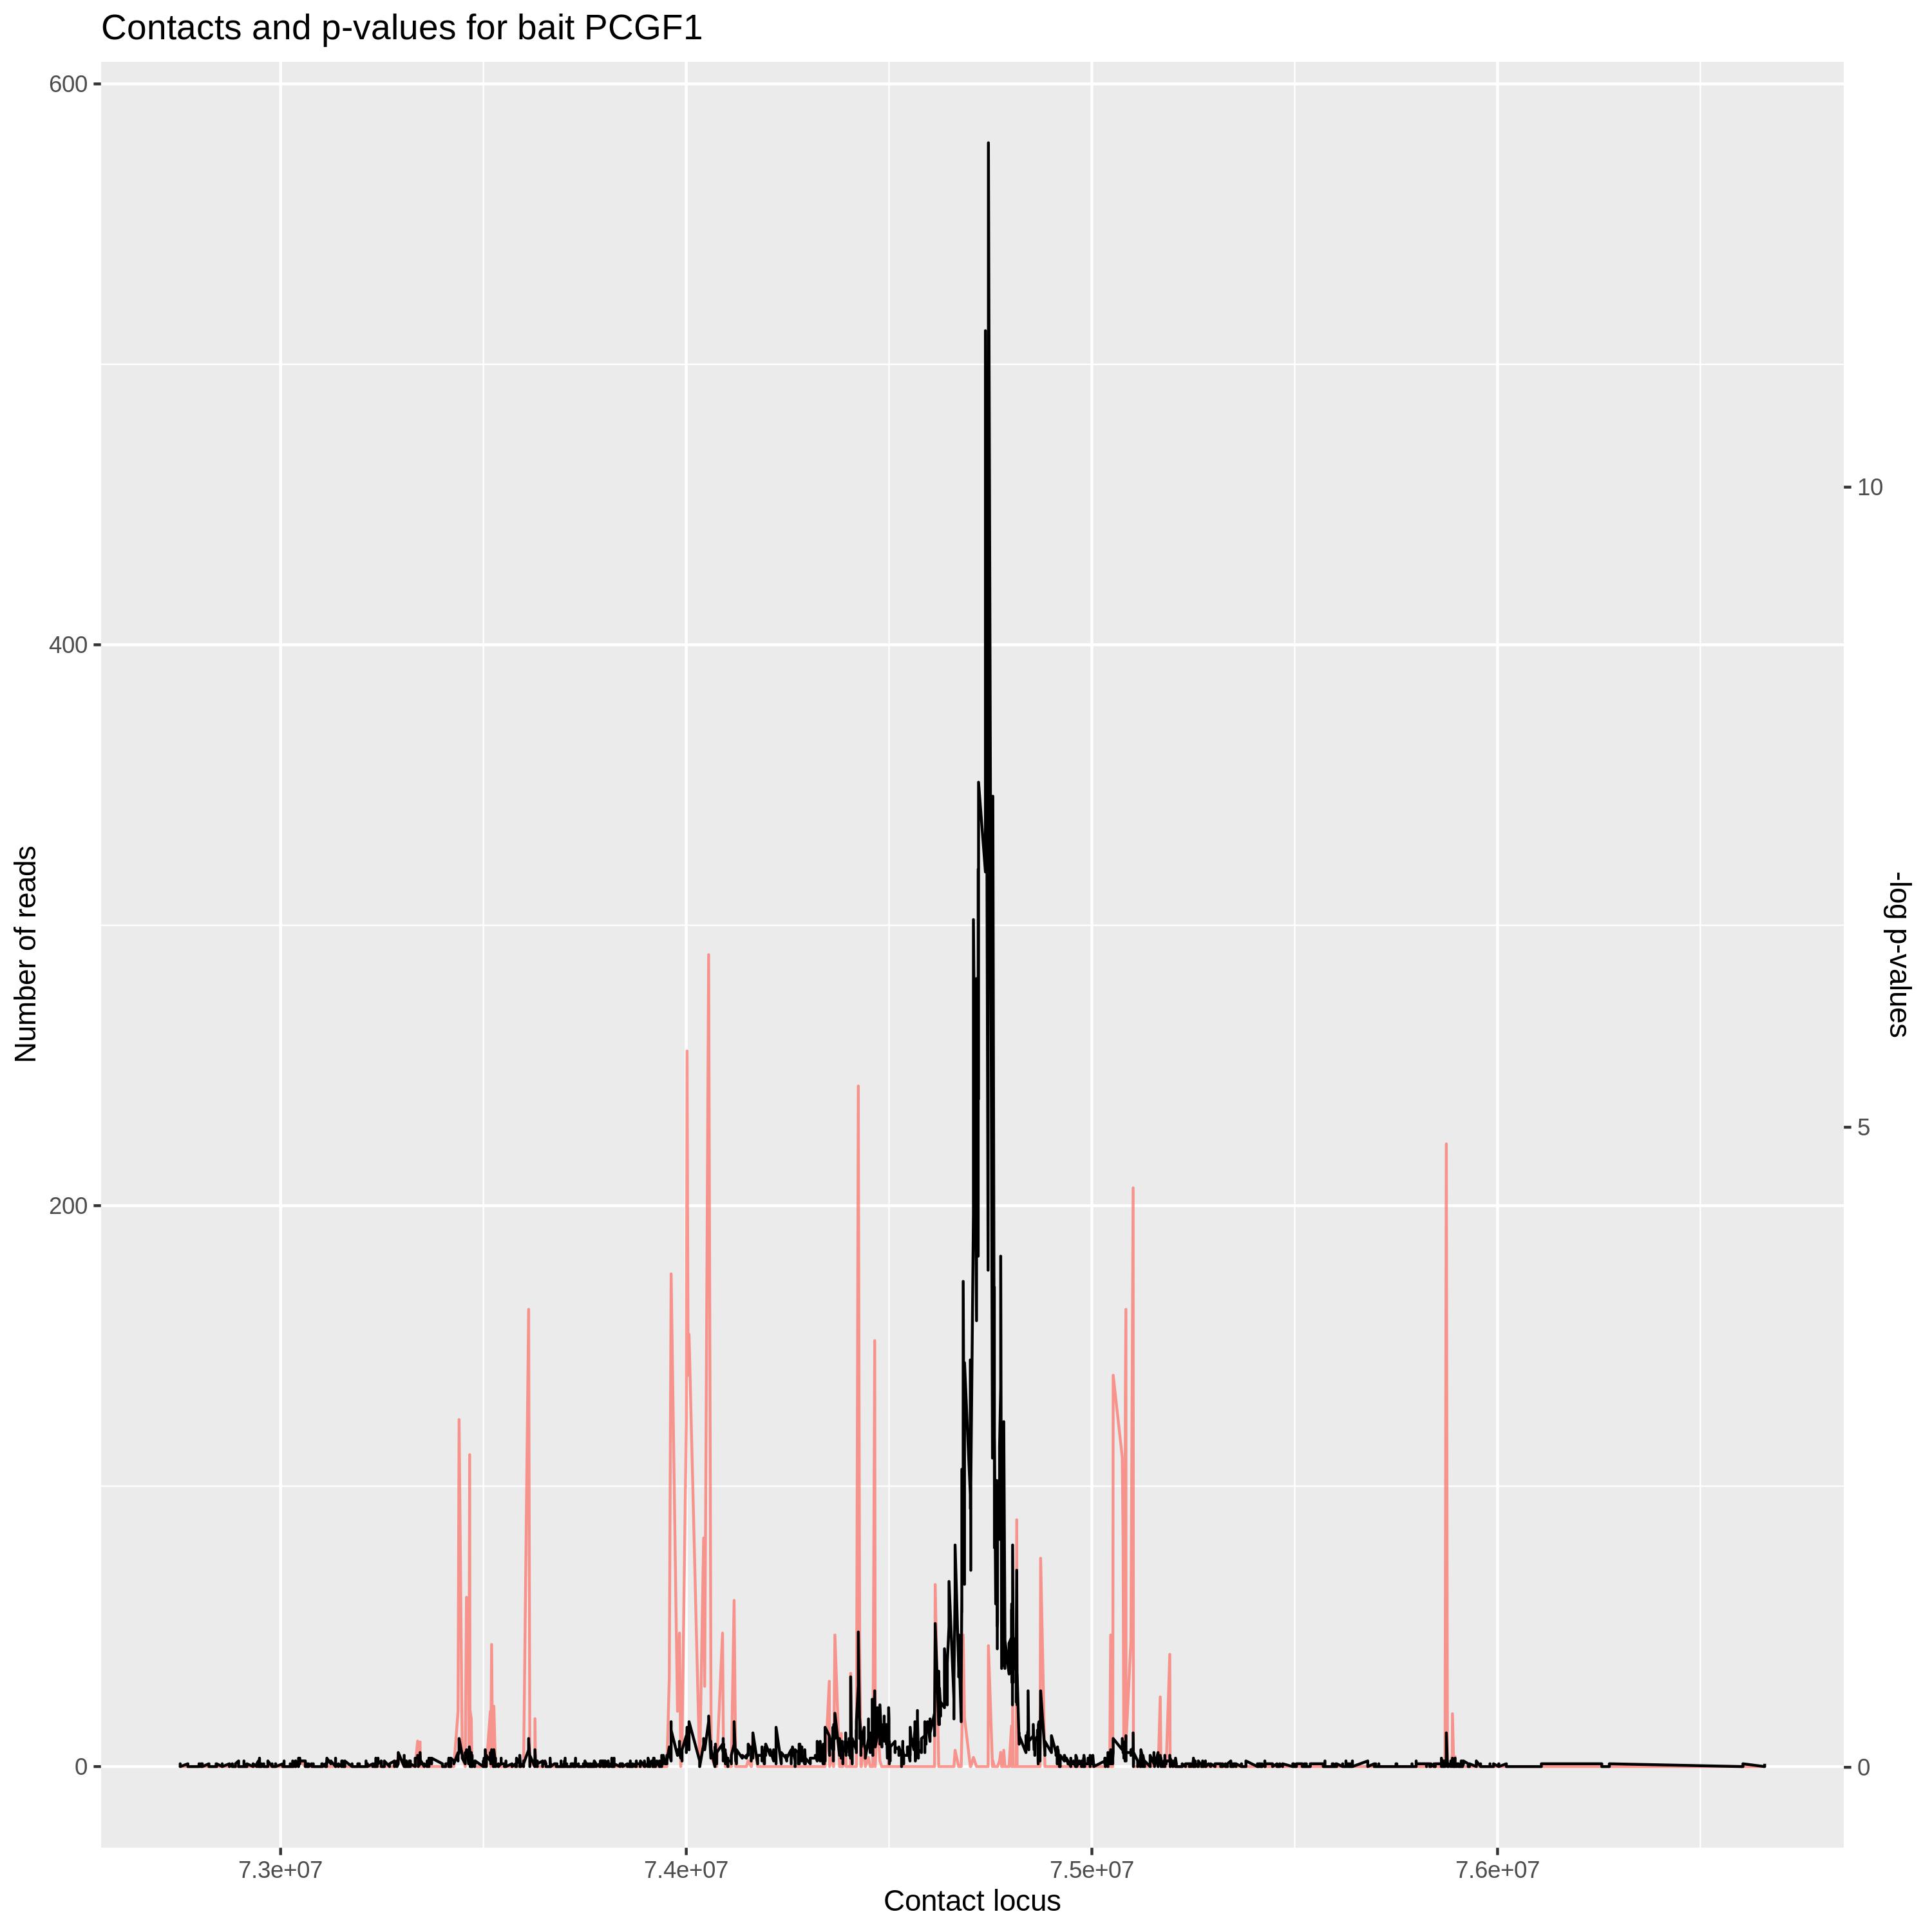 Contacts and p-values for bait PCGF1
600
400
200
0
Number of reads
10
5
0
-log p-values
7.3e+07
7.4e+07
7.5e+07
7.6e+07
Contact locus